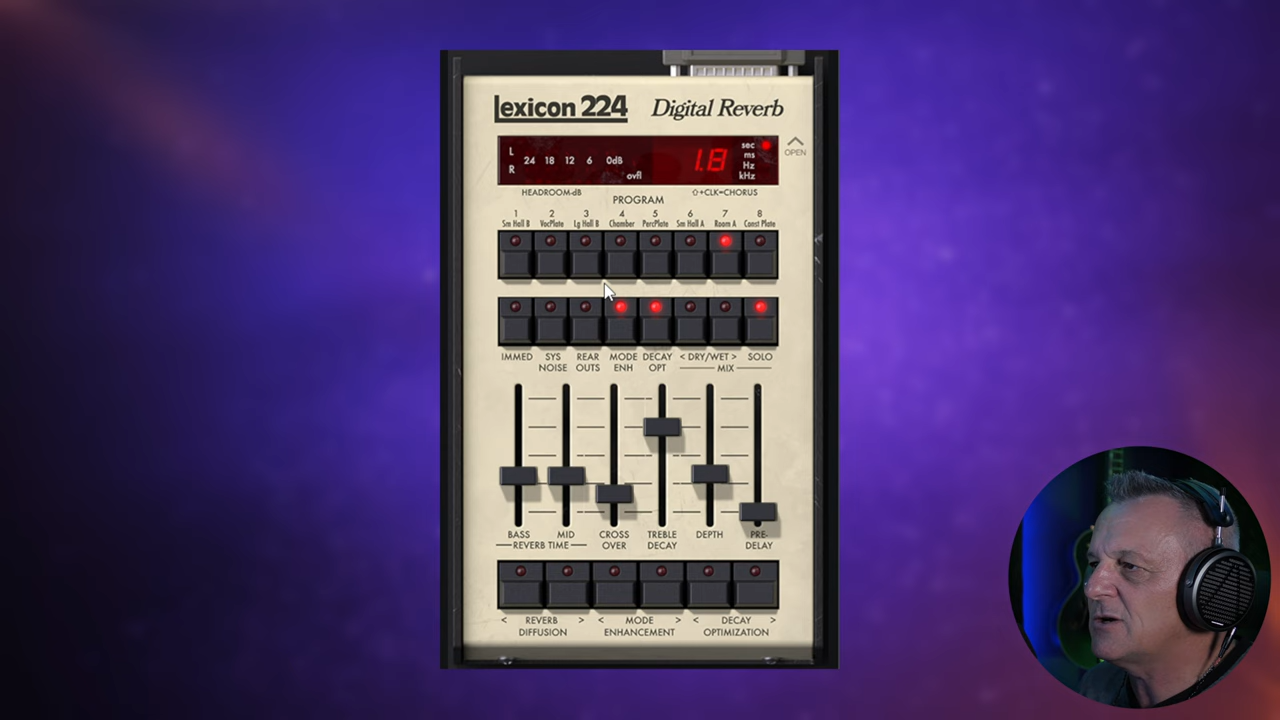 lexicon 224 Digital Reverb
L
R
24 18 12 6 0dB
ovfl
1.8
sec
ms
Hz
kHz
OPEN
HEADROOM-dB
⇧+CLK=CHORUS
PROGRAM
1 2 3 4 5 6 7 8
Sm Hall B VocPlate Lg Hall B Chamber PercPlate Sm Hall A Room A Const Plate
IMMED SYS NOISE REAR OUTS MODE ENH DECAY OPT < DRY/WET > SOLO
MIX
BASS MID CROSS OVER TREBLE DECAY DEPTH PRE-DELAY
REVERB TIME
< REVERB > < MODE > < DECAY >
DIFFUSION ENHANCEMENT OPTIMIZATION